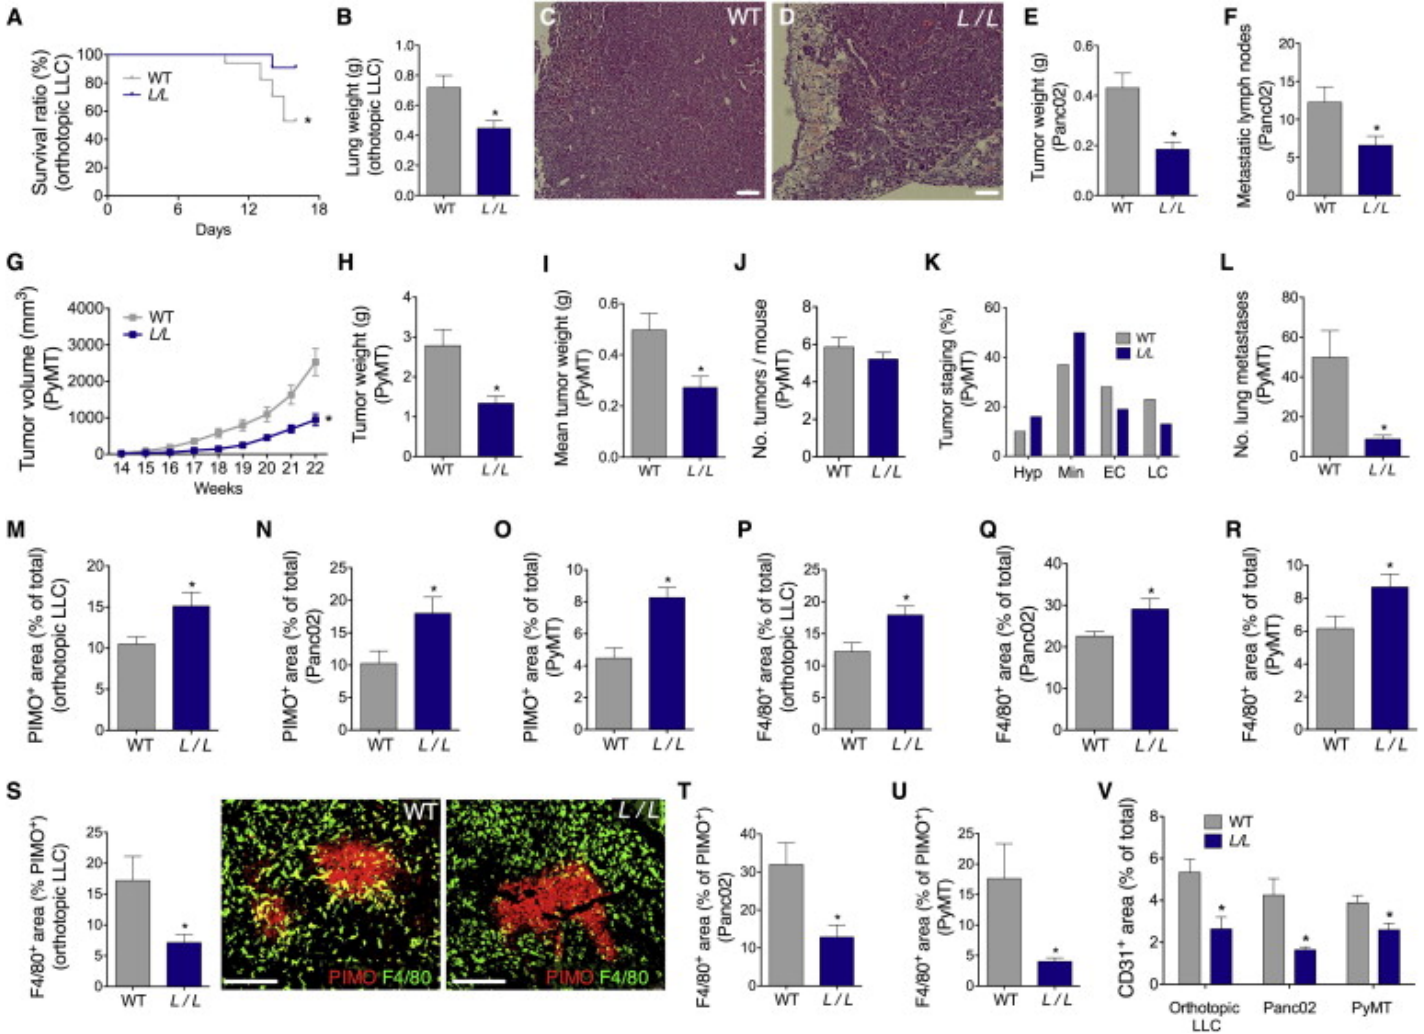 A
Survival ratio (%)
(orthotopic LLC)
100
80
60
40
20
0
WT
L/L
*
0 6 12 18
Days
B
Lung weight (g)
(othotopic LLC)
1.0
0.8
0.6
0.4
0.2
0.0
*
WT L/L
C WT
D L/L
E
Tumor weight (g)
(Panc02)
0.6
0.4
0.2
0.0
*
WT L/L
F
Metastatic lymph nodes
(Panc02)
20
15
10
5
0
*
WT L/L
G
Tumor volume (mm³)
(PyMT)
4000
3000
2000
1000
0
WT
L/L
*
14 15 16 17 18 19 20 21 22
Weeks
H
Tumor weight (g)
(PyMT)
4
3
2
1
0
*
WT L/L
I
Mean tumor weight (g)
(PyMT)
0.6
0.4
0.2
0.0
*
WT L/L
J
No. tumors / mouse
(PyMT)
8
6
4
2
0
WT L/L
K
Tumor staging (%)
(PyMT)
60
40
20
WT
L/L
Hyp Min EC LC
L
No. lung metastases
(PyMT)
80
60
40
20
0
*
WT L/L
M
PIMO⁺ area (% of total)
(orthotopic LLC)
20
15
10
5
0
*
WT L/L
N
PIMO⁺ area (% of total)
(Panc02)
25
20
15
10
5
0
*
WT L/L
O
PIMO⁺ area (% of total)
(PyMT)
10
8
6
4
2
0
*
WT L/L
P
F4/80⁺ area (% of total)
(orthotopic LLC)
25
20
15
10
5
0
*
WT L/L
Q
F4/80⁺ area (% of total)
(Panc02)
40
30
20
10
0
*
WT L/L
R
F4/80⁺ area (% of total)
(PyMT)
10
8
6
4
2
0
*
WT L/L
S
F4/80⁺ area (% PIMO⁺)
(orthotopic LLC)
25
20
15
10
5
0
*
WT L/L
WT
PIMO F4/80
L/L
PIMO F4/80
T
F4/80⁺ area (% of PIMO⁺)
(Panc02)
40
30
20
10
0
*
WT L/L
U
F4/80⁺ area (% of PIMO⁺)
(PyMT)
25
20
15
10
5
0
*
WT L/L
V
CD31⁺ area (% of total)
8
6
4
2
0
WT
L/L
* * *
Orthotopic Panc02 PyMT
LLC